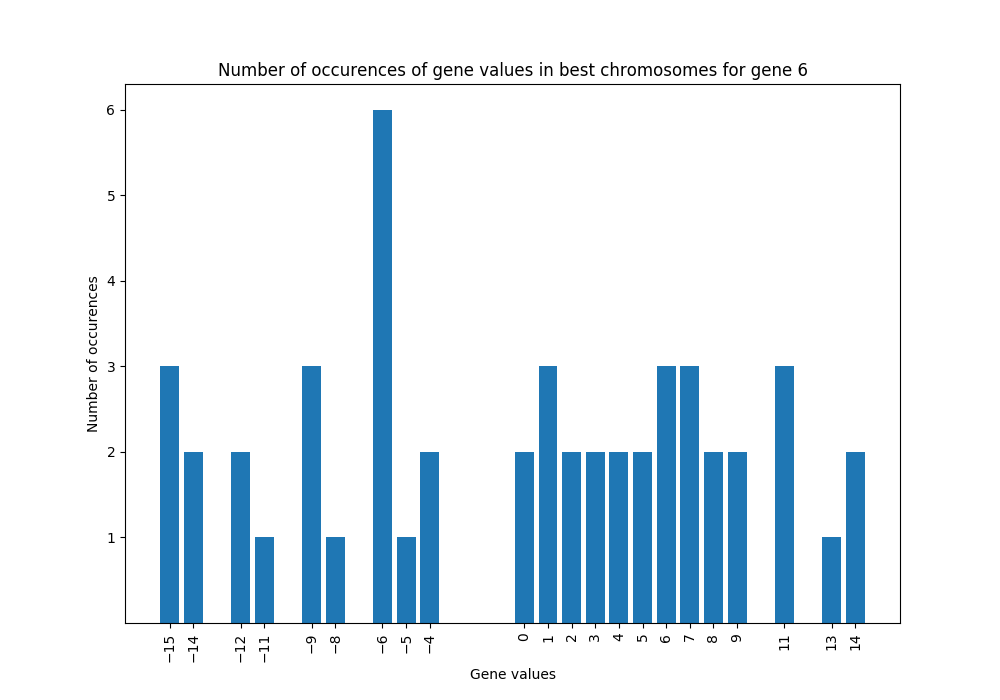 Number of occurences of gene values in best chromosomes for gene 6
Number of occurences
6
5
4
3
2
1
−15 −14 −12 −11 −9 −8 −6 −5 −4 0 1 2 3 4 5 6 7 8 9 11 13 14
Gene values